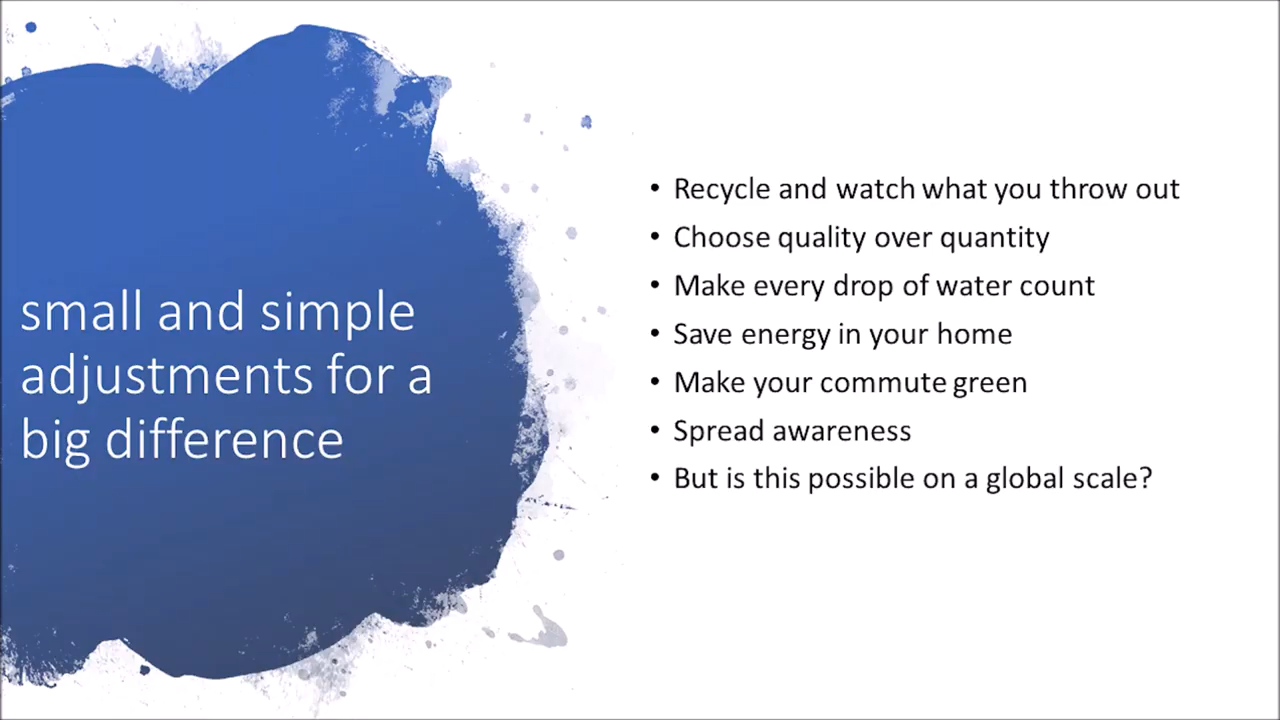 small and simple
adjustments for a
big difference
• Recycle and watch what you throw out
• Choose quality over quantity
• Make every drop of water count
• Save energy in your home
• Make your commute green
• Spread awareness
• But is this possible on a global scale?